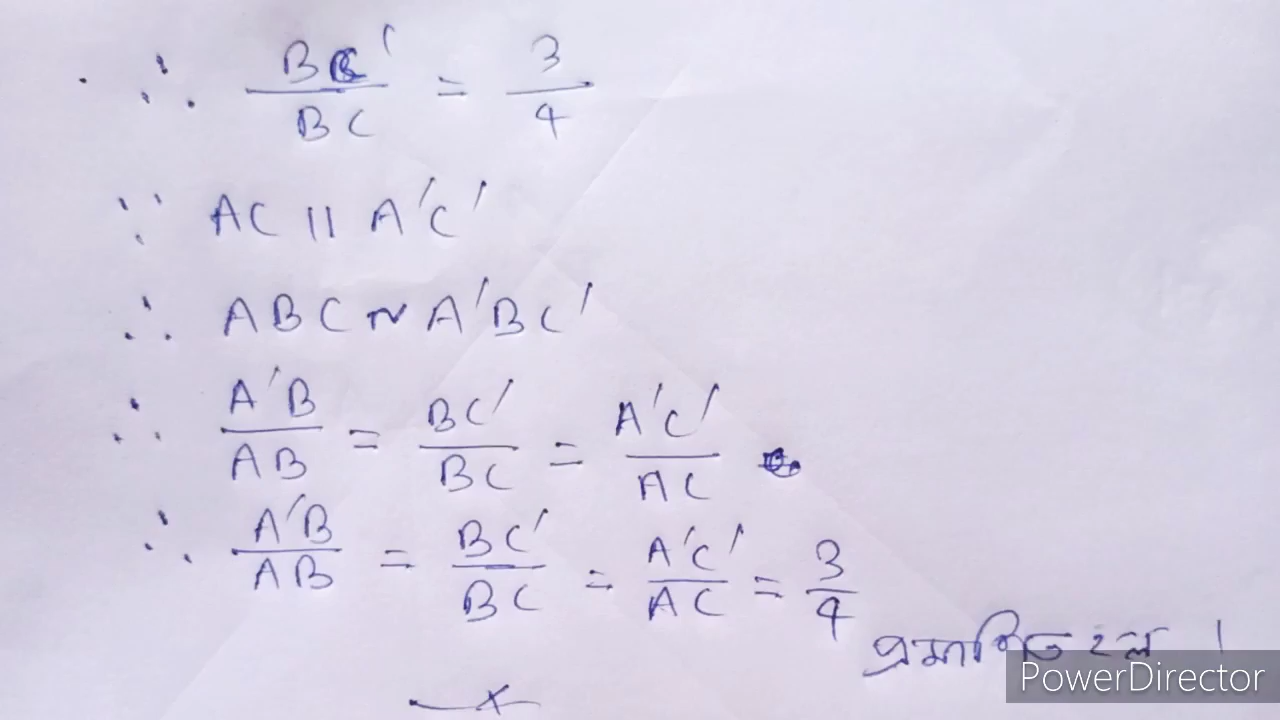 ∴ BC'/BC = 3/4
∵ AC || A'C'
∴ ABC ~ A'BC'
∴ A'B/AB = BC'/BC = A'C'/AC
∴ A'B/AB = BC'/BC = A'C'/AC = 3/4
প্রমাণিত হল ।
PowerDirector